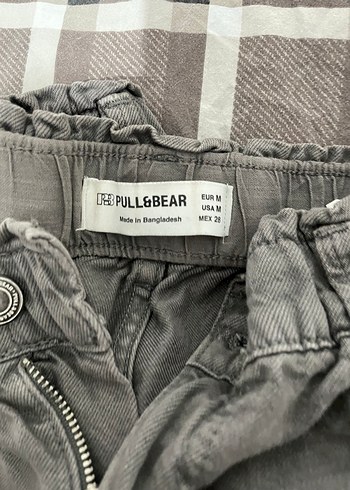 P&B PULL&BEAR
Made in Bangladesh
EUR M
USA M
MEX 28